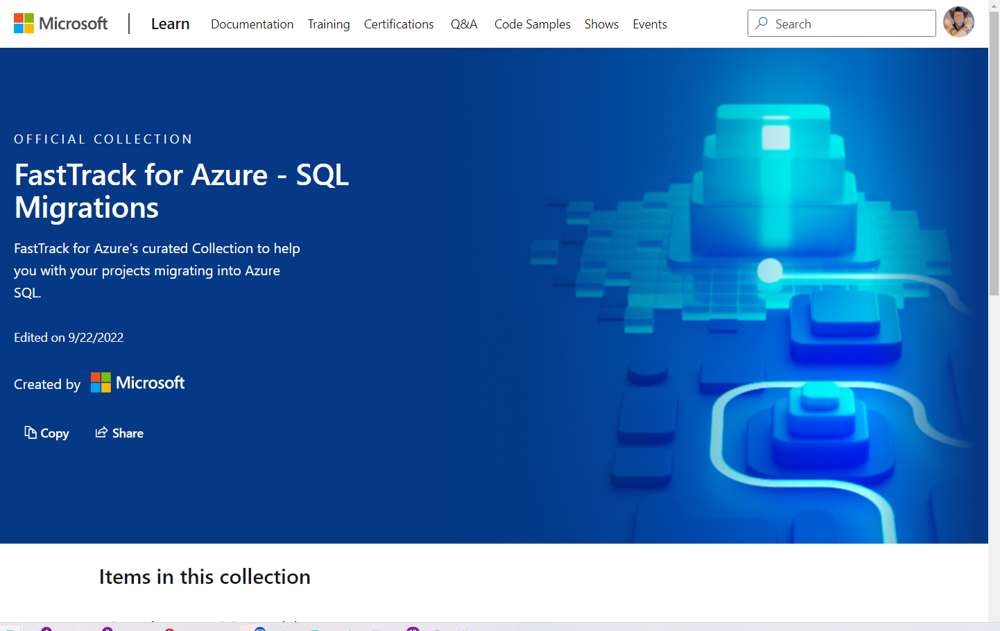 Microsoft
Learn
Documentation
Training
Certifications
Q&A
Code Samples
Shows
Events
Search
OFFICIAL COLLECTION
FastTrack for Azure - SQL
Migrations
FastTrack for Azure's curated Collection to help
you with your projects migrating into Azure
SQL.
Edited on 9/22/2022
Created by Microsoft
Copy
Share
Items in this collection